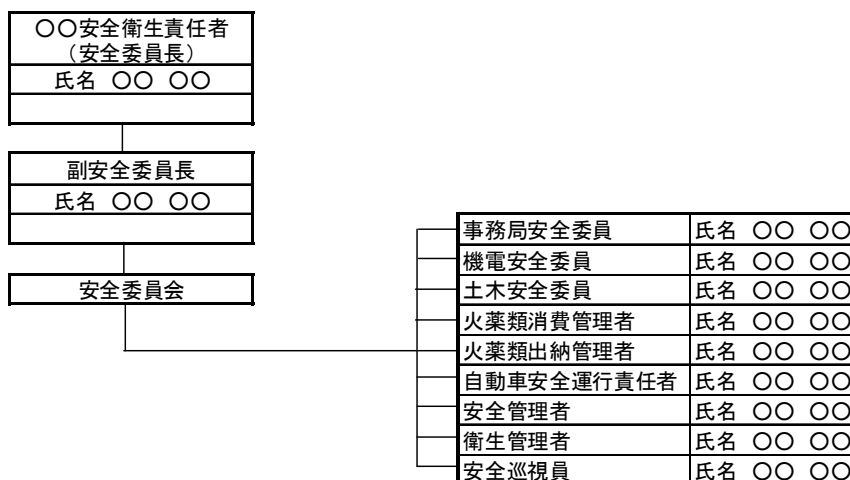 〇〇安全衛生責任者
（安全委員長）
氏名 〇〇 〇〇
副安全委員長
氏名 〇〇 〇〇
安全委員会
事務局安全委員 氏名 〇〇 〇〇
機電安全委員 氏名 〇〇 〇〇
土木安全委員 氏名 〇〇 〇〇
火薬類消費管理者 氏名 〇〇 〇〇
火薬類出納管理者 氏名 〇〇 〇〇
自動車安全運行責任者 氏名 〇〇 〇〇
安全管理者 氏名 〇〇 〇〇
衛生管理者 氏名 〇〇 〇〇
安全巡視員 氏名 〇〇 〇〇